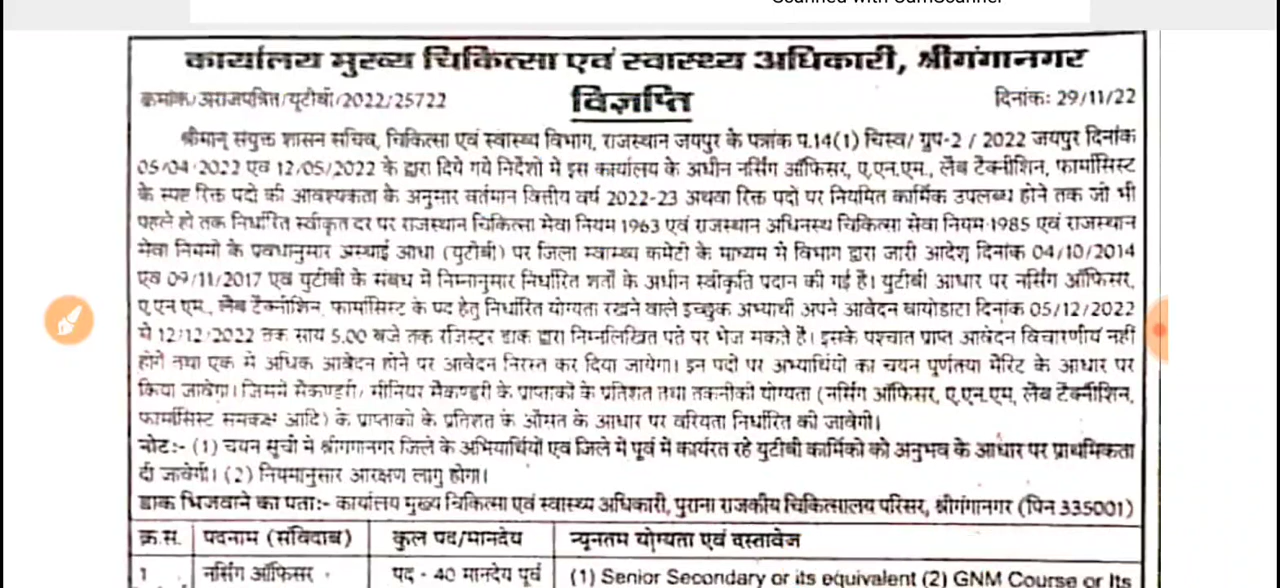 कार्यालय मुख्य चिकित्सा एवं स्वास्थ्य अधिकारी, श्रीगंगानगर
क्रमांक/अराजपत्रित/यूटीबी/2022/25722 विज्ञप्ति दिनांकः 29/11/22
श्रीमान् संयुक्त शासन सचिव, चिकित्सा एवं स्वास्थ्य विभाग, राजस्थान जयपुर के पत्रांक प.14(1) चिस्व/ ग्रुप-2 / 2022 जयपुर दिनांक
05/04/2022 एव 12/05/2022 के द्वारा दिये गये निर्देशो मे इस कार्यालय के अधीन नर्सिंग ऑफिसर, ए.एन.एम., लैब टैक्नीशिन, फार्मासिस्ट
के स्पष्ट रिक्त पदो की आवश्यकता के अनुसार वर्तमान वित्तीय वर्ष 2022-23 अथवा रिक्त पदों पर नियमित कार्मिक उपलब्ध होने तक जो भी
पहले हो तक निर्धारित स्वीकृत दर पर राजस्थान चिकित्सा सेवा नियम 1963 एवं राजस्थान अधिनस्थ चिकित्सा सेवा नियम-1985 एवं राजस्थान
सेवा नियमो के प्रवधानुसार अस्थाई आधा (यूटीबी) पर जिला स्वास्थ्य कमेटी के माध्यम से विभाग द्वारा जारी आदेश दिनांक 04/10/2014
एव 09/11/2017 एव युटीबी के संबध में निम्नानुसार निर्धारित शर्तो के अधीन स्वीकृति पदान की गई है। युटीबी आधार पर नर्सिंग ऑफिसर,
ए.एन.एम., लैब टैक्नीशिन, फार्मासिस्ट के पद हेतु निर्धारित योग्यता रखने वाले इच्छुक अभ्यार्थी अपने आवेदन बायोडाटा दिनांक 05/12/2022
से 12/12/2022 तक साय 5.00 बजे तक रजिस्टर डाक द्वारा निम्नलिखित पते पर भेज सकते है। इसके पश्चात प्राप्त आवेदन विचारणीय नहीं
होगे तथा एक से अधिक आवेदन होने पर आवेदन निरस्त कर दिया जायेगा। इन पदों पर अभ्यार्थियो का चयन पुर्णतया मेरिट के आधार पर
किया जावेगा। जिसमे सैकण्डरी/ सीनियर सैकण्डरी के प्राप्ताकों के प्रतिशत तथा तकनीकी योग्यता (नर्सिंग ऑफिसर, ए.एन.एम, लैब टेक्नीशिन,
फार्मासिस्ट समकक्ष आदि) के प्राप्ताको के प्रतिशत के औसत के आधार पर वरियता निर्धारित की जावेगी।
नोटः- (1) चयन सूची मे श्रीगंगानगर जिले के अभियार्थियों एव जिले में पूर्व में कार्यरत रहे युटीबी कार्मिको को अनुभव के आधार पर प्राथमिकता
दी जावेगी। (2) नियमानुसार आरक्षण लागु होगा।
डाक भिजवाने का पताः- कार्यालय मुख्य चिकित्सा एवं स्वास्थ्य अधिकारी, पुराना राजकीय चिकित्सालय परिसर, श्रीगंगानगर (पिन 335001)
क्र.स. पदनाम (संविदाब) कुल पद/मानदेय न्यूनतम योग्यता एवं दस्तावेज
1 नर्सिंग ऑफिसर पद - 40 मानदेय पूर्व (1) Senior Secondary or its equivalent (2) GNM Course or Its